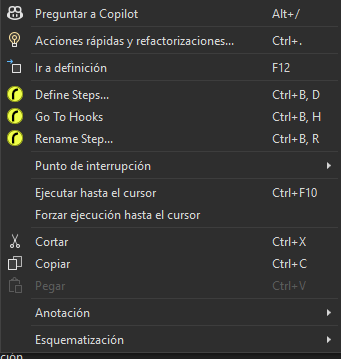 Preguntar a Copilot Alt+/
Acciones rápidas y refactorizaciones... Ctrl+.
Ir a definición F12
Define Steps... Ctrl+B, D
Go To Hooks Ctrl+B, H
Rename Step... Ctrl+B, R
Punto de interrupción
Ejecutar hasta el cursor Ctrl+F10
Forzar ejecución hasta el cursor
Cortar Ctrl+X
Copiar Ctrl+C
Pegar Ctrl+V
Anotación
Esquematización
ción